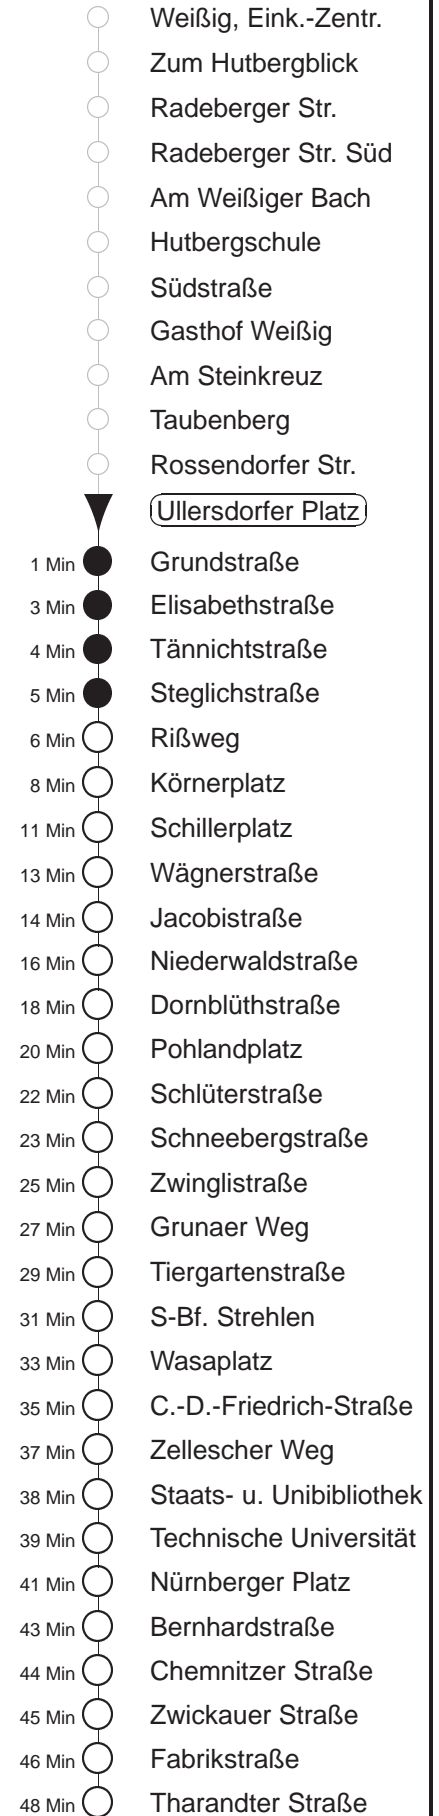 Weißig, Eink.-Zentr.
Zum Hutbergblick
Radeberger Str.
Radeberger Str. Süd
Am Weißiger Bach
Hutbergschule
Südstraße
Gasthof Weißig
Am Steinkreuz
Taubenberg
Rossendorfer Str.
Ullersdorfer Platz
1 Min Grundstraße
3 Min Elisabethstraße
4 Min Tännichtstraße
5 Min Steglichstraße
6 Min Rißweg
8 Min Körnerplatz
11 Min Schillerplatz
13 Min Wägnerstraße
14 Min Jacobistraße
16 Min Niederwaldstraße
18 Min Dornblüthstraße
20 Min Pohlandplatz
22 Min Schlüterstraße
23 Min Schneebergstraße
25 Min Zwinglistraße
27 Min Grunaer Weg
29 Min Tiergartenstraße
31 Min S-Bf. Strehlen
33 Min Wasaplatz
35 Min C.-D.-Friedrich-Straße
37 Min Zellescher Weg
38 Min Staats- u. Unibibliothek
39 Min Technische Universität
41 Min Nürnberger Platz
43 Min Bernhardstraße
44 Min Chemnitzer Straße
45 Min Zwickauer Straße
46 Min Fabrikstraße
48 Min Tharandter Straße